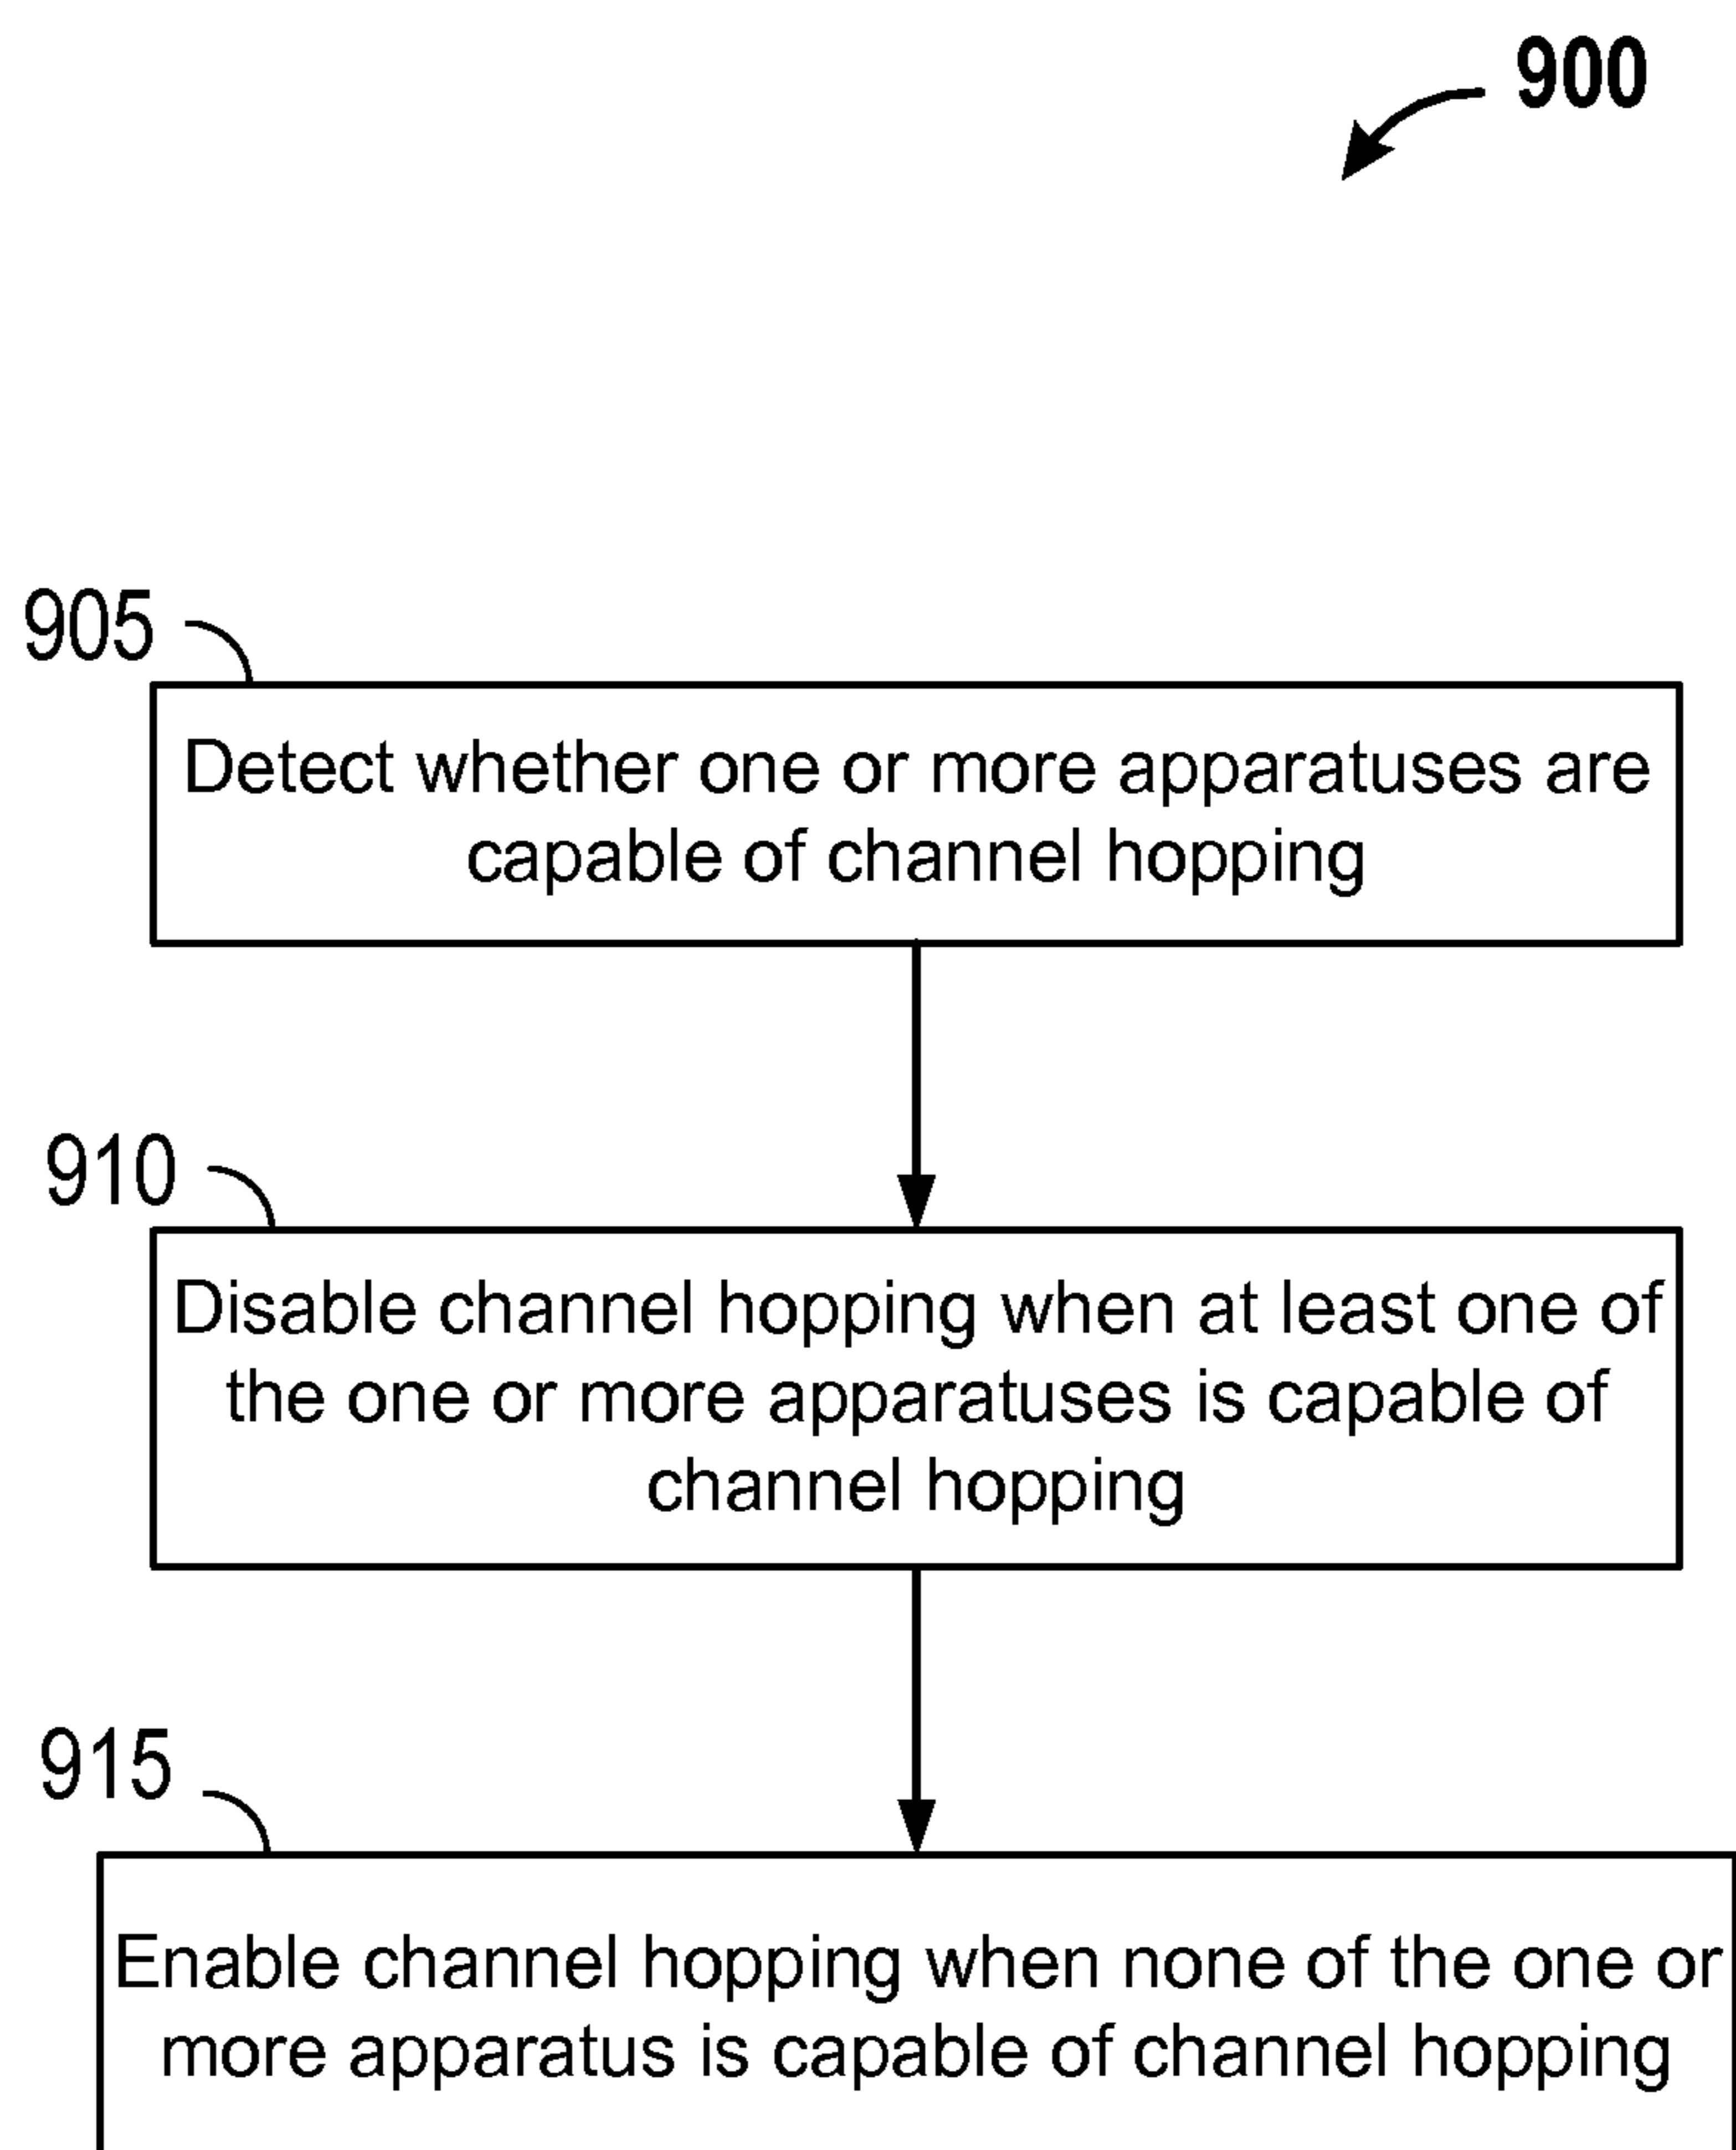 900
905
Detect whether one or more apparatuses are
capable of channel hopping
910
Disable channel hopping when at least one of
the one or more apparatuses is capable of
channel hopping
915
Enable channel hopping when none of the one or
more apparatus is capable of channel hopping